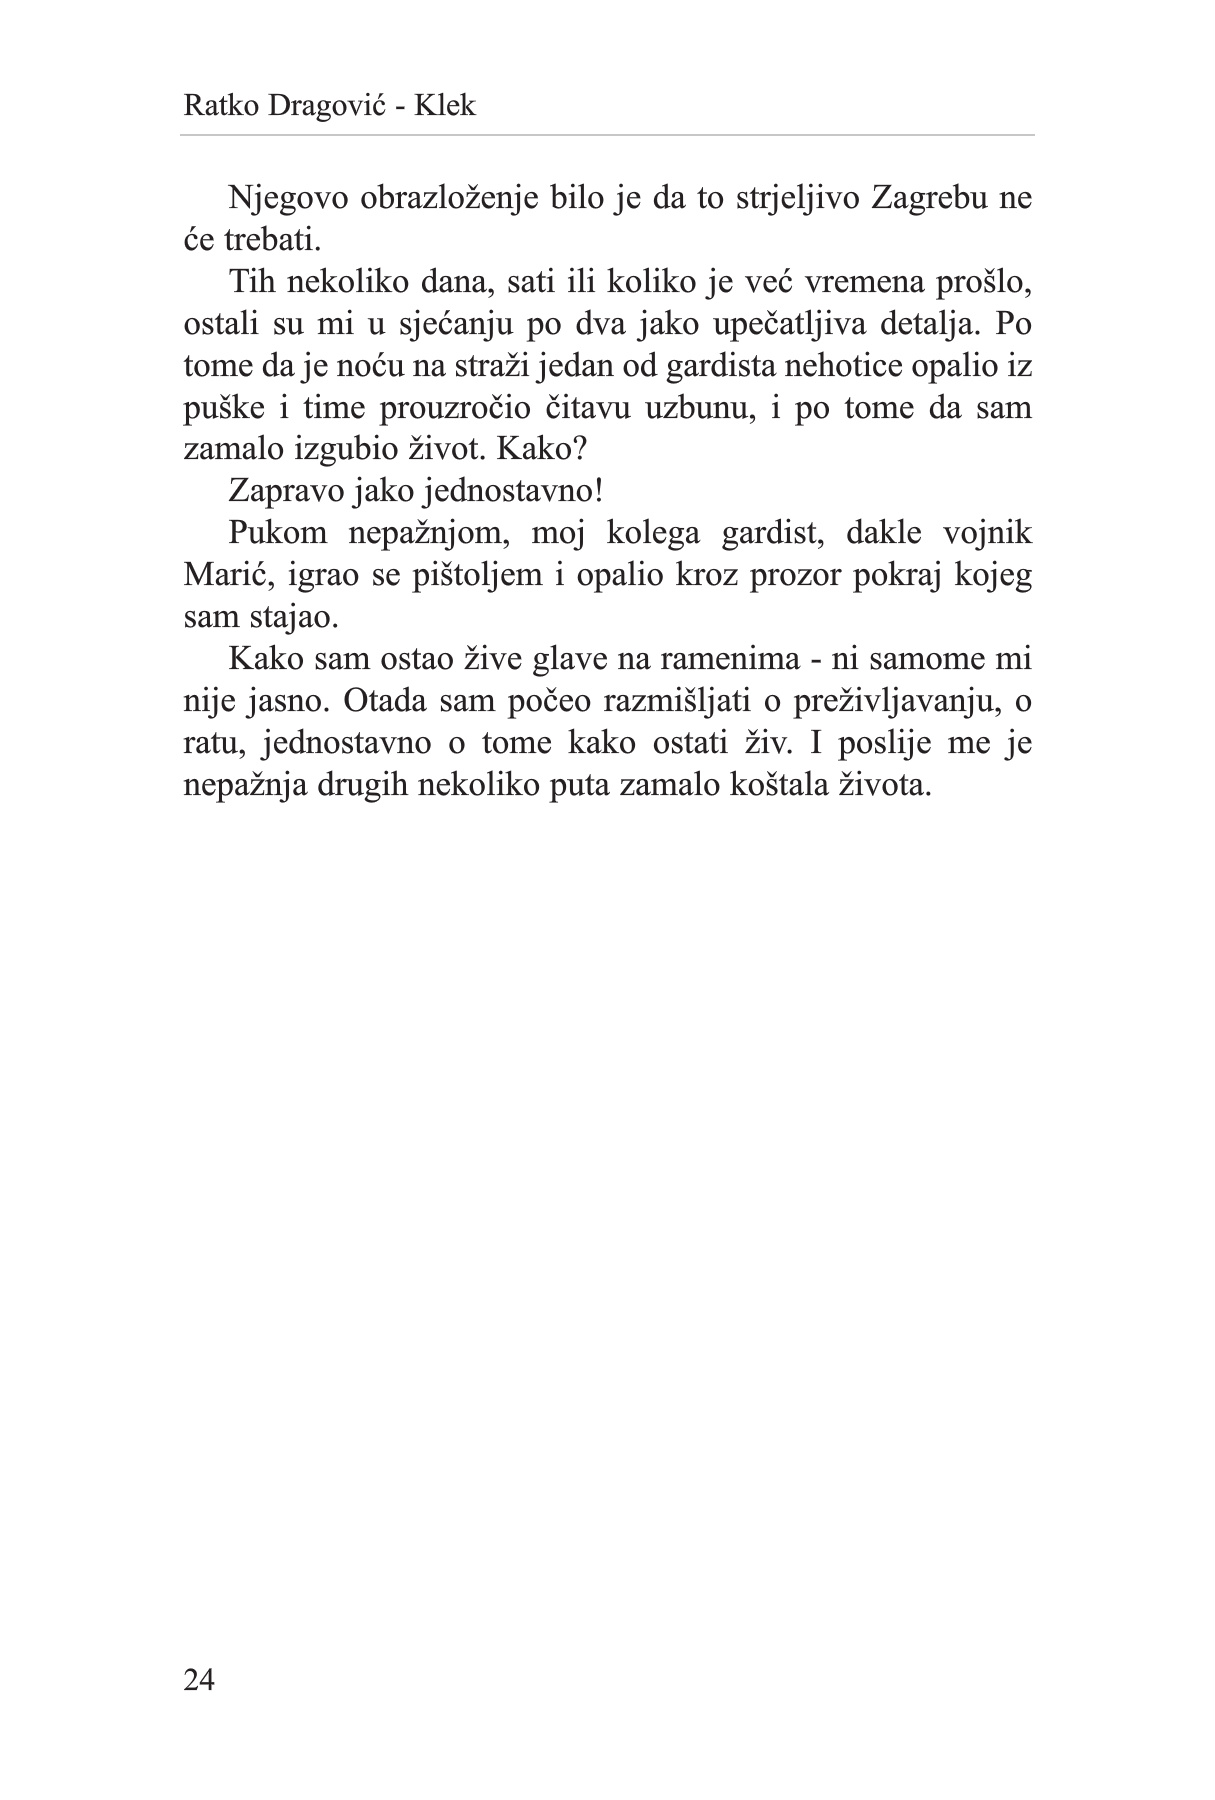 Ratko Dragović - Klek
Njegovo obrazloženje bilo je da to strjeljivo Zagrebu ne
će trebati.
Tih nekoliko dana, sati ili koliko je već vremena prošlo,
ostali su mi u sjećanju po dva jako upečatljiva detalja. Po
tome da je noću na straži jedan od gardista nehotice opalio iz
puške i time prouzročio čitavu uzbunu, i po tome da sam
zamalo izgubio život. Kako?
Zapravo jako jednostavno!
Pukom nepažnjom, moj kolega gardist, dakle vojnik
Marić, igrao se pištoljem i opalio kroz prozor pokraj kojeg
sam stajao.
Kako sam ostao žive glave na ramenima - ni samome mi
nije jasno. Otada sam počeo razmišljati o preživljavanju, o
ratu, jednostavno o tome kako ostati živ. I poslije me je
nepažnja drugih nekoliko puta zamalo koštala života.
24